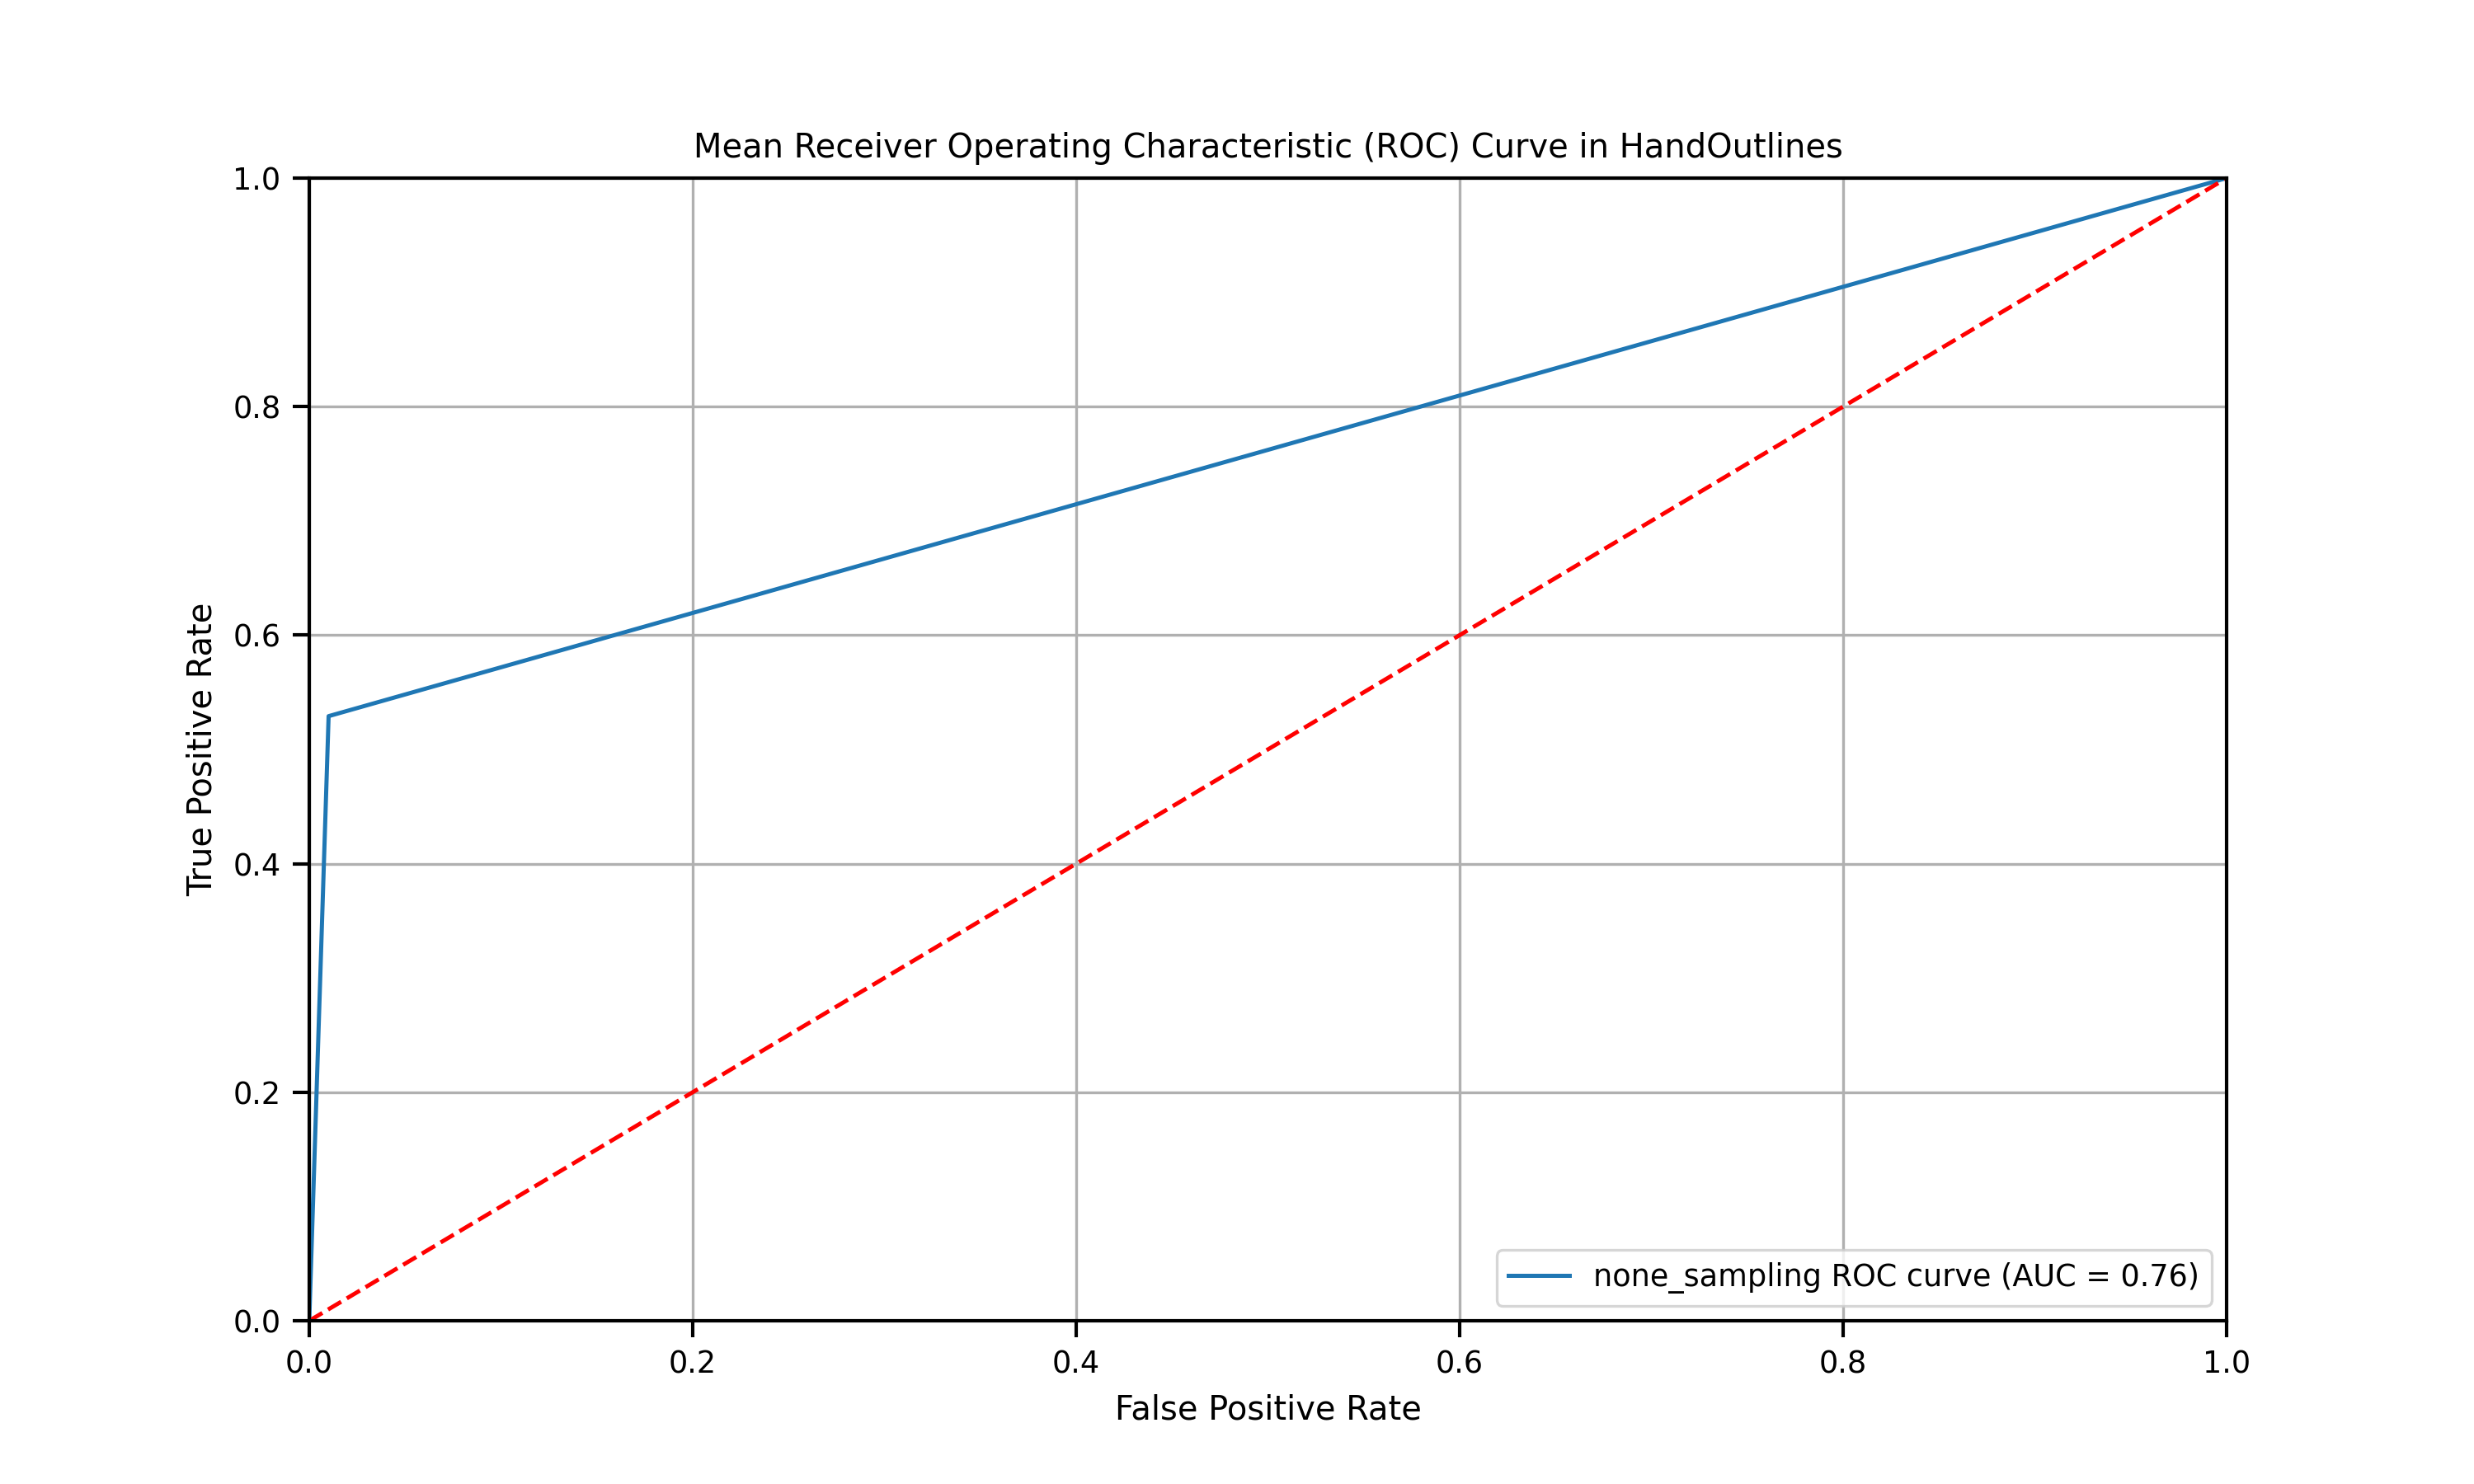 Mean Receiver Operating Characteristic (ROC) Curve in HandOutlines
1.0
0.8
0.6
0.4
0.2
0.0
True Positive Rate
none_sampling ROC curve (AUC = 0.76)
0.0 0.2 0.4 0.6 0.8 1.0
False Positive Rate